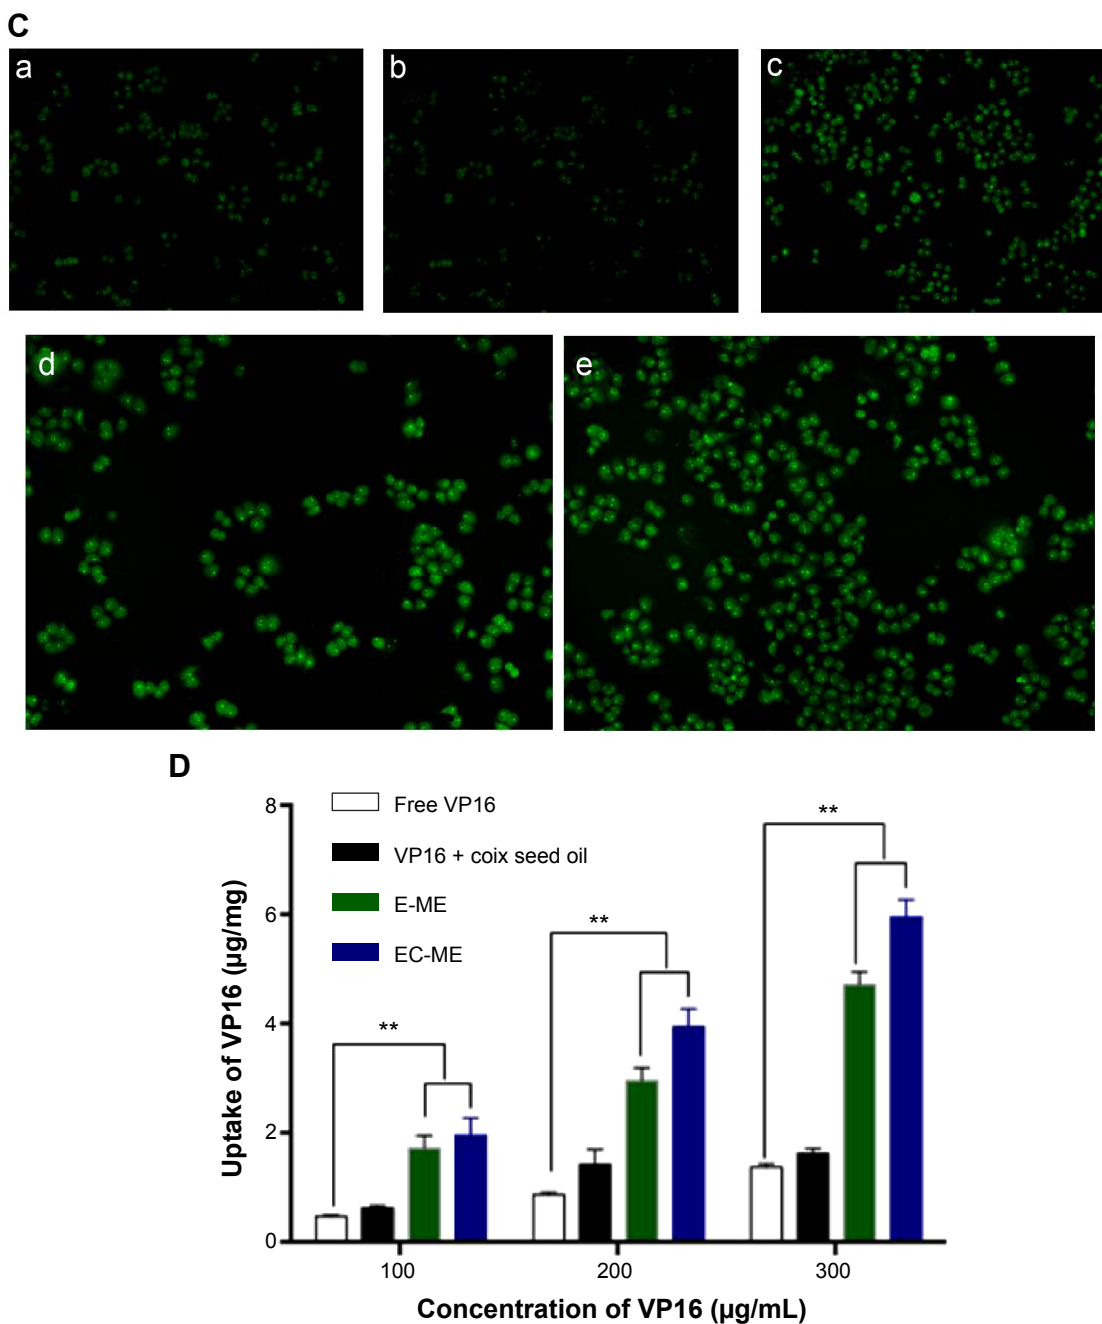 C
a
b
c
d
e
D
Free VP16
VP16 + coix seed oil
E-ME
EC-ME
Uptake of VP16 (µg/mg)
8
6
4
2
0
**
**
**
100
200
300
Concentration of VP16 (µg/mL)